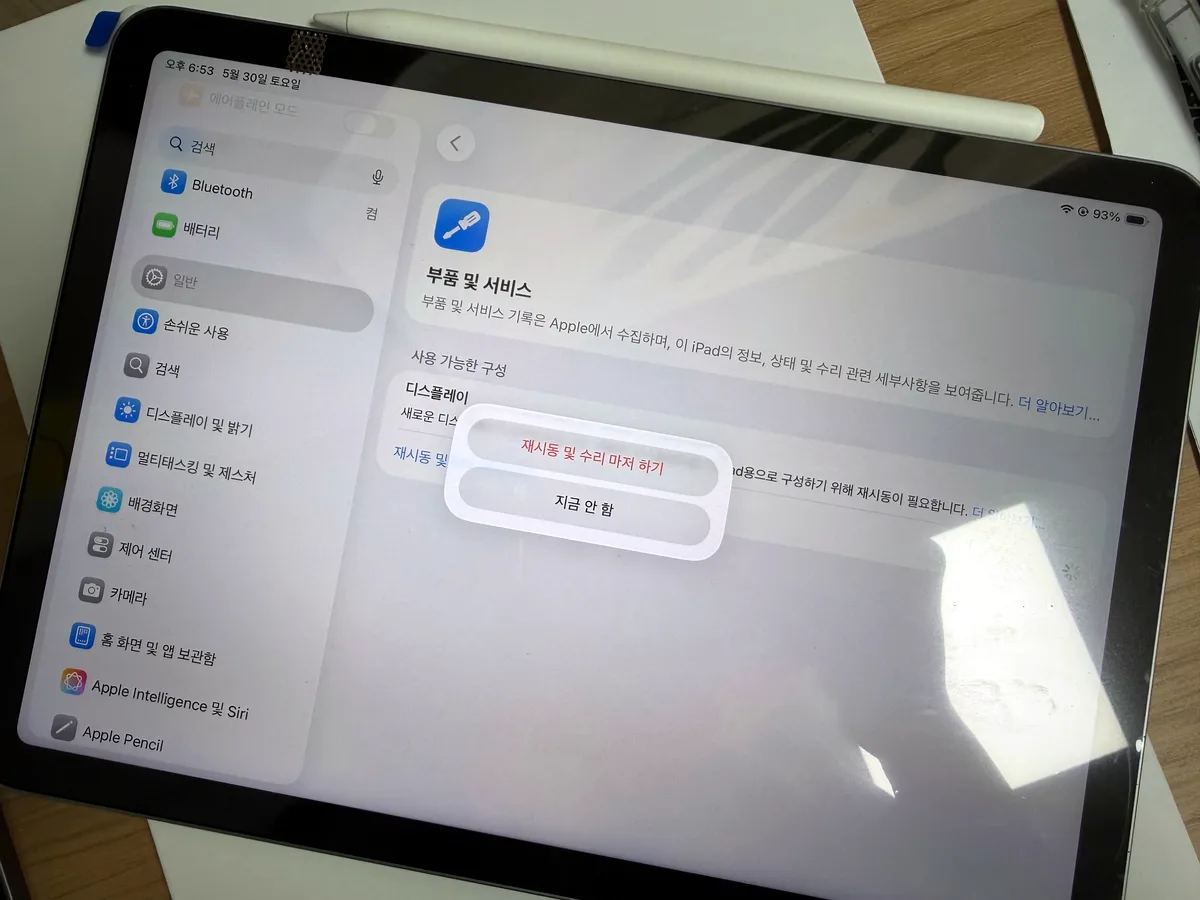 오후 6:53 5월 30일 토요일
93%
에어플레인 모드
검색
Bluetooth
켬
배터리
일반
손쉬운 사용
검색
디스플레이 및 밝기
멀티태스킹 및 제스처
배경화면
제어 센터
카메라
홈 화면 및 앱 보관함
Apple Intelligence 및 Siri
Apple Pencil
부품 및 서비스
부품 및 서비스 기록은 Apple에서 수집하며, 이 iPad의 정보, 상태 및 수리 관련 세부사항을 보여줍니다. 더 알아보기...
사용 가능한 구성
디스플레이
새로운 디스 ad용으로 구성하기 위해 재시동이 필요합니다. 더 알아보기...
재시동 및
재시동 및 수리 마저 하기
지금 안 함